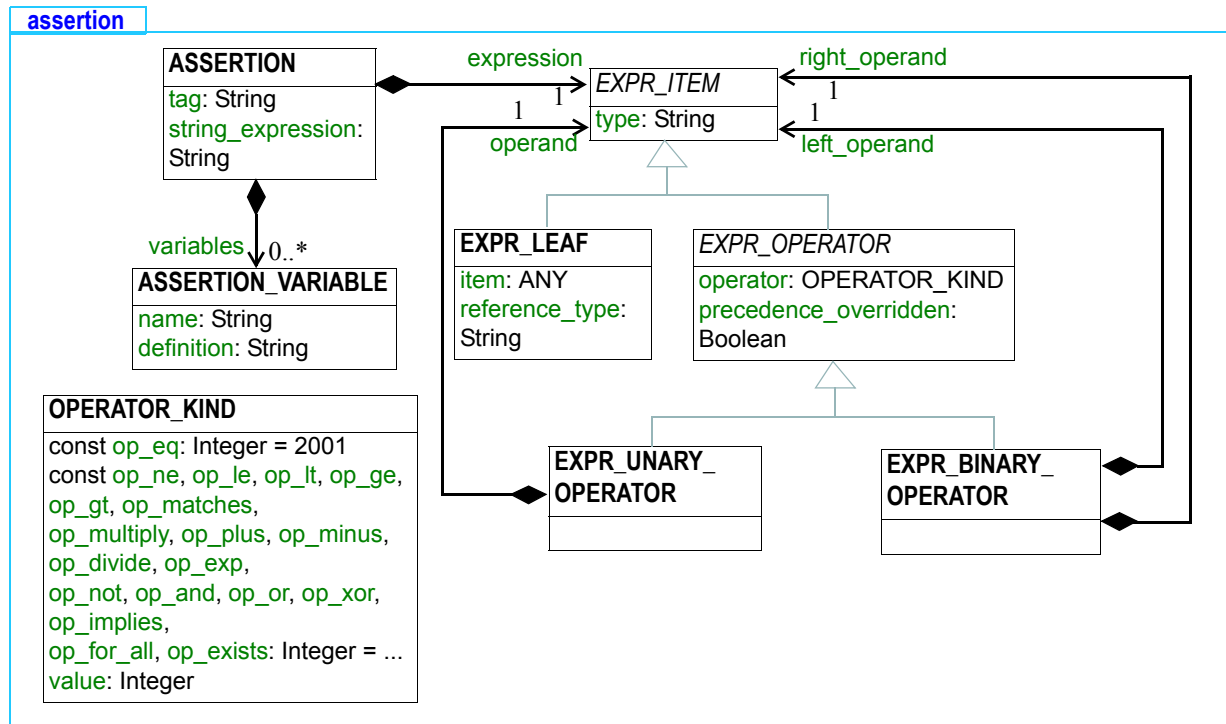 assertion
ASSERTION
tag: String
string_expression:
String
expression
1
EXPR_ITEM
type: String
right_operand
1
1
operand
1
left_operand
variables
0..*
ASSERTION_VARIABLE
name: String
definition: String
EXPR_LEAF
item: ANY
reference_type:
String
EXPR_OPERATOR
operator: OPERATOR_KIND
precedence_overridden:
Boolean
OPERATOR_KIND
const op_eq: Integer = 2001
const op_ne, op_le, op_lt, op_ge,
op_gt, op_matches,
op_multiply, op_plus, op_minus,
op_divide, op_exp,
op_not, op_and, op_or, op_xor,
op_implies,
op_for_all, op_exists: Integer = ...
value: Integer
EXPR_UNARY_
OPERATOR
EXPR_BINARY_
OPERATOR